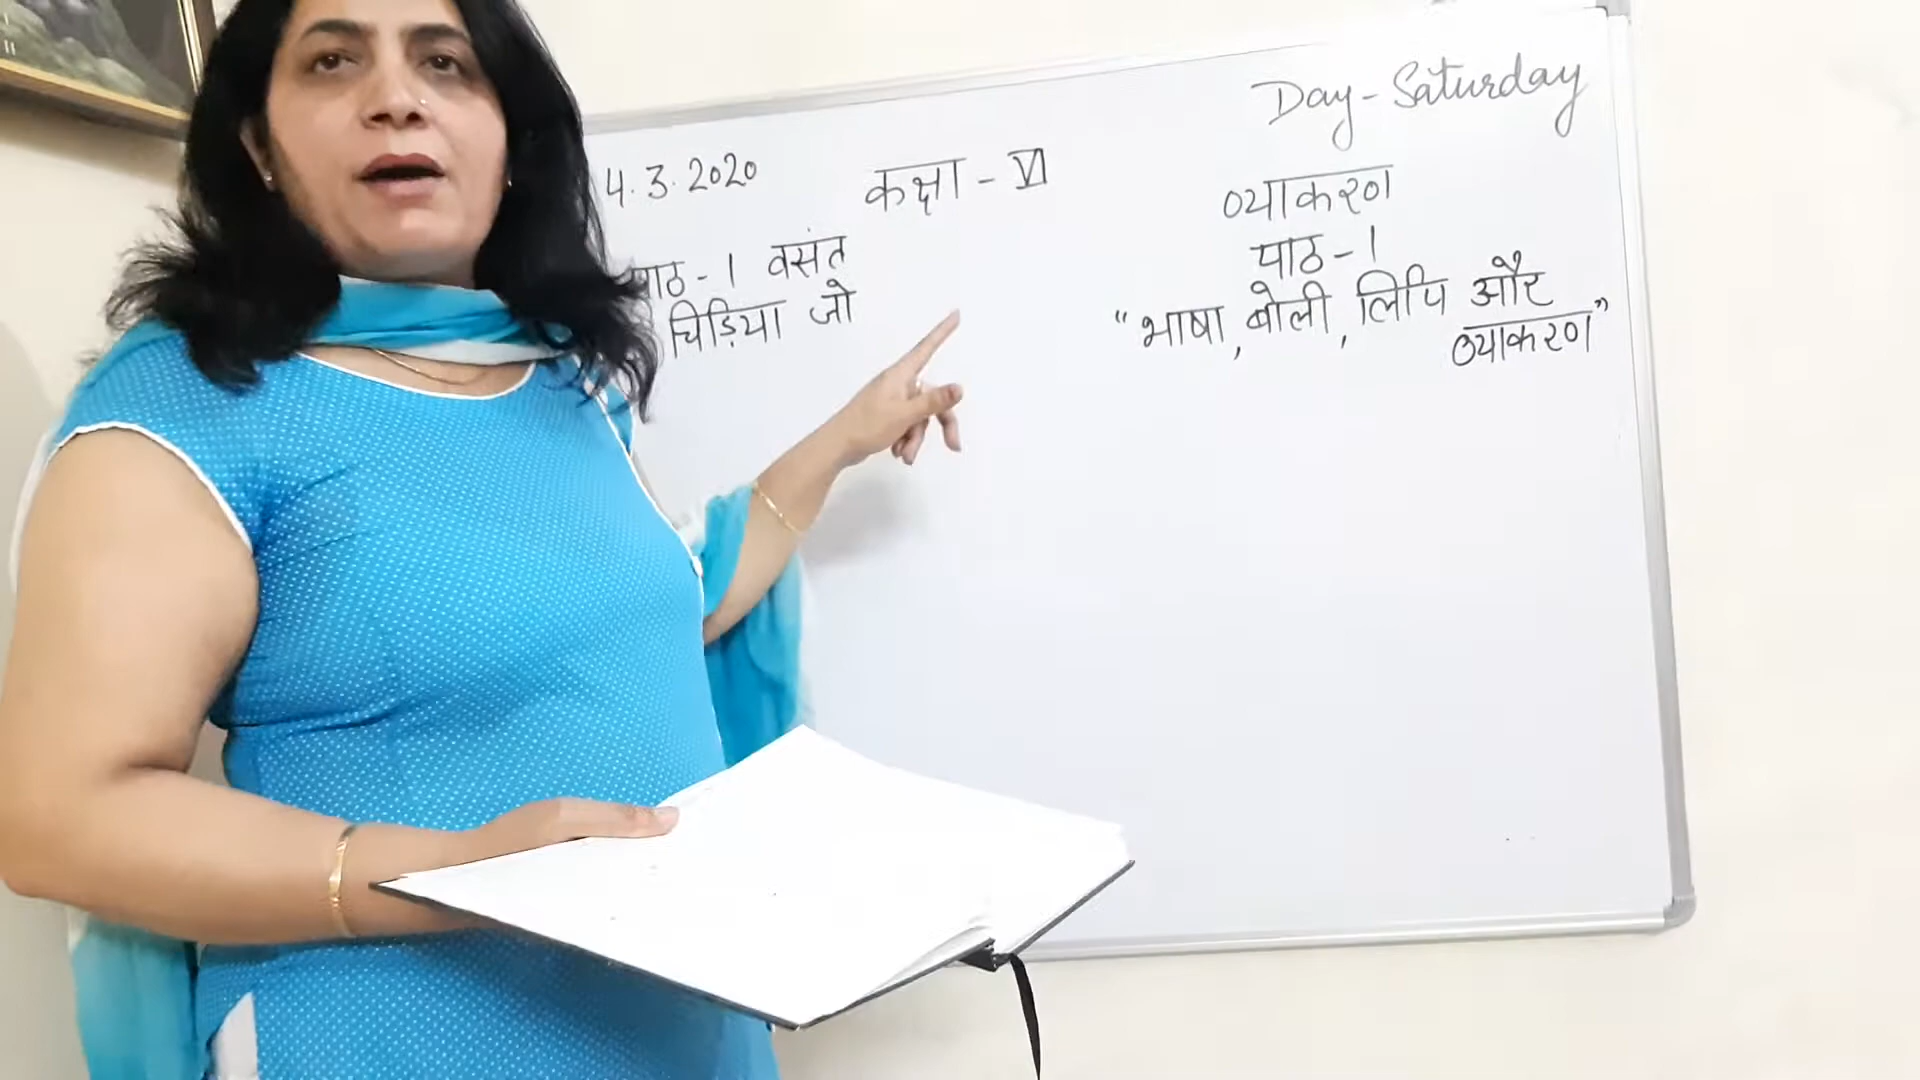 Day - Saturday
4.3.2020
कक्षा - VI
पाठ - 1 वसंत
चिड़िया जो
व्याकरण
पाठ - 1
"भाषा, बोली, लिपि और
व्याकरण"